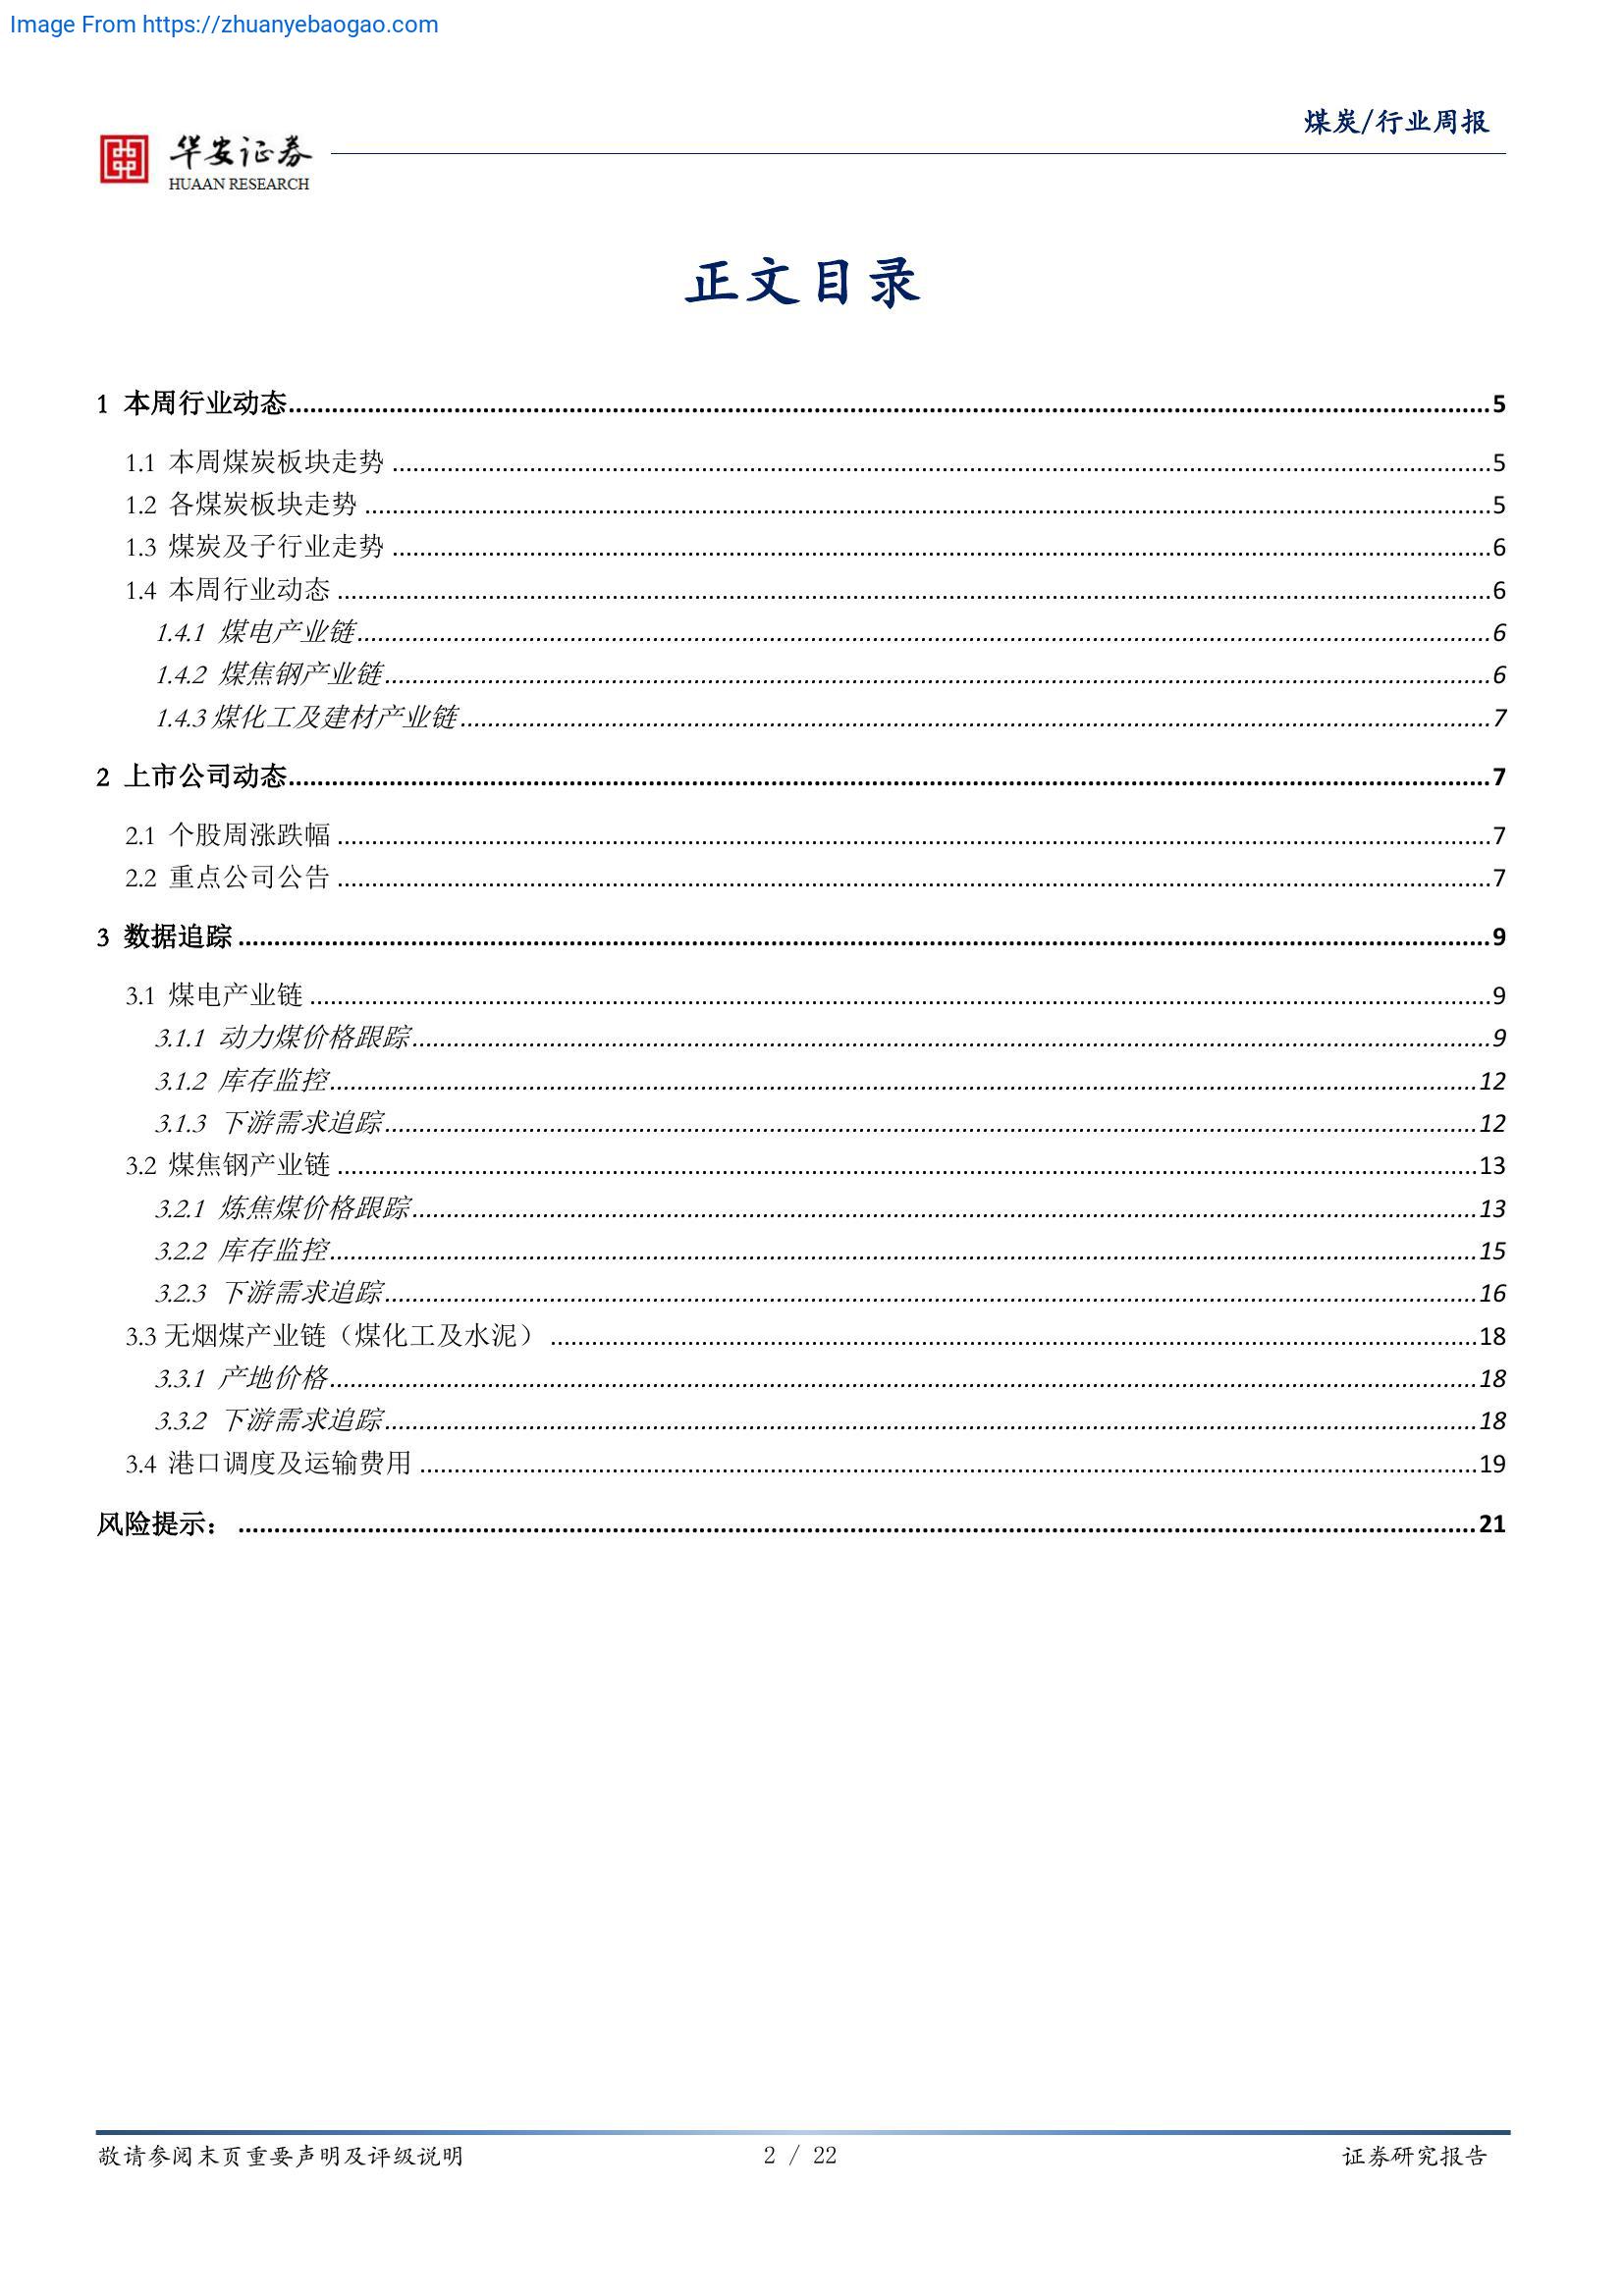 Image From https://zhuanyebaogao.com
煤炭/行业周报
华安证券
HUAAN RESEARCH
正文目录
1 本周行业动态 5
1.1 本周煤炭板块走势 5
1.2 各煤炭板块走势 5
1.3 煤炭及子行业走势 6
1.4 本周行业动态 6
1.4.1 煤电产业链 6
1.4.2 煤焦钢产业链 6
1.4.3煤化工及建材产业链 7
2 上市公司动态 7
2.1 个股周涨跌幅 7
2.2 重点公司公告 7
3 数据追踪 9
3.1 煤电产业链 9
3.1.1 动力煤价格跟踪 9
3.1.2 库存监控 12
3.1.3 下游需求追踪 12
3.2 煤焦钢产业链 13
3.2.1 炼焦煤价格跟踪 13
3.2.2 库存监控 15
3.2.3 下游需求追踪 16
3.3无烟煤产业链（煤化工及水泥） 18
3.3.1 产地价格 18
3.3.2 下游需求追踪 18
3.4 港口调度及运输费用 19
风险提示： 21
敬请参阅末页重要声明及评级说明 2 / 22 证券研究报告